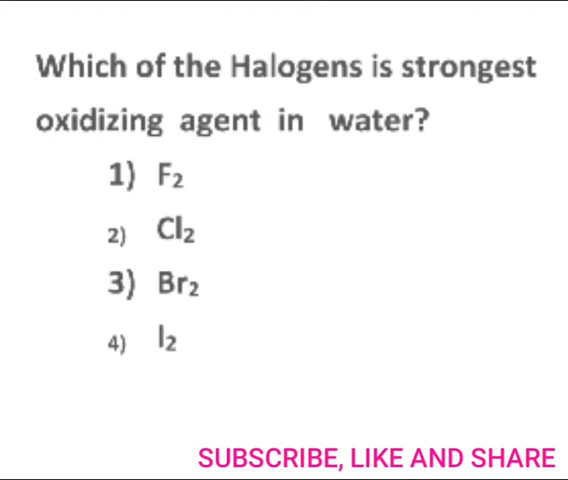 Which of the Halogens is strongest
oxidizing agent in water?
1) F₂
2) Cl₂
3) Br₂
4) I₂
SUBSCRIBE, LIKE AND SHARE